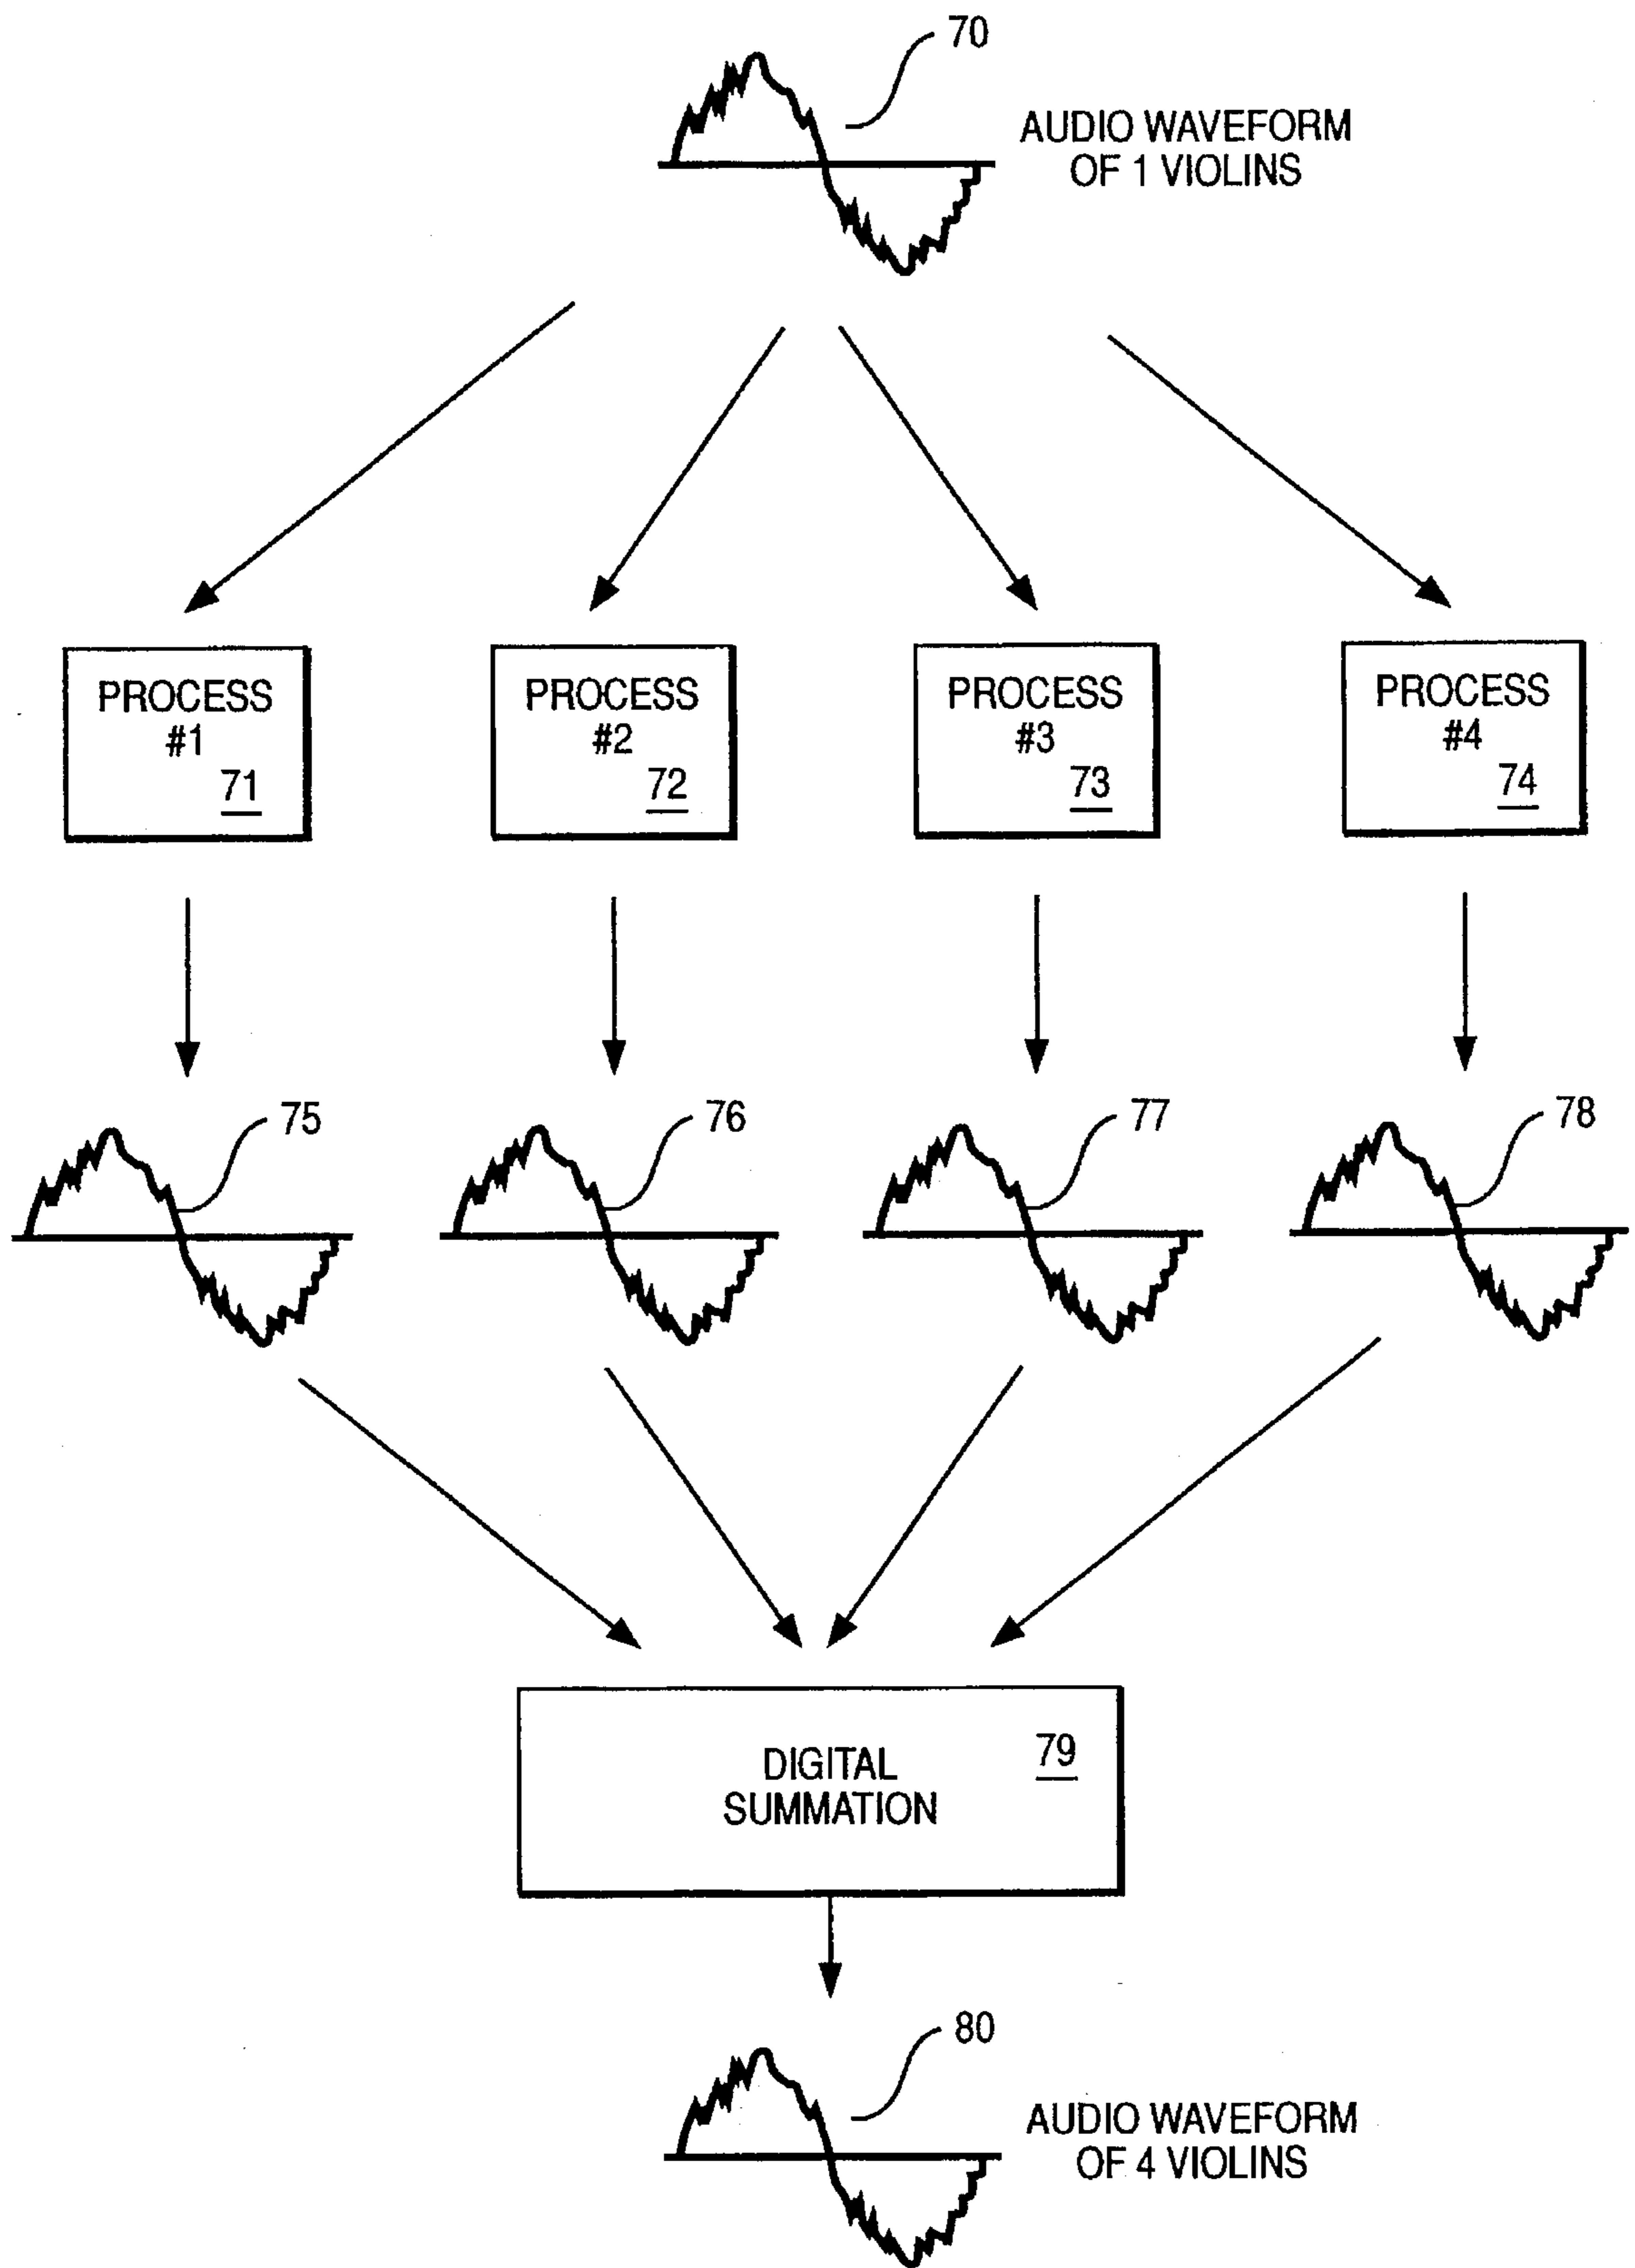 70
AUDIO WAVEFORM
OF 1 VIOLINS
PROCESS
#1
71
PROCESS
#2
72
PROCESS
#3
73
PROCESS
#4
74
75
76
77
78
DIGITAL
SUMMATION
79
80
AUDIO WAVEFORM
OF 4 VIOLINS